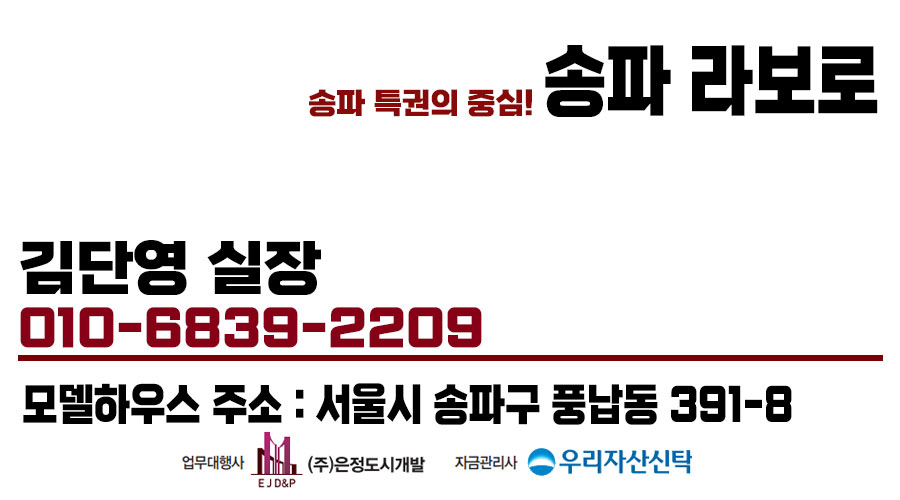 송파 특권의 중심! 송파 라보로
김단영 실장
010-6839-2209
모델하우스 주소 : 서울시 송파구 풍납동 391-8
업무대행사 EJD&P (주)은정도시개발 자금관리사 우리자산신탁